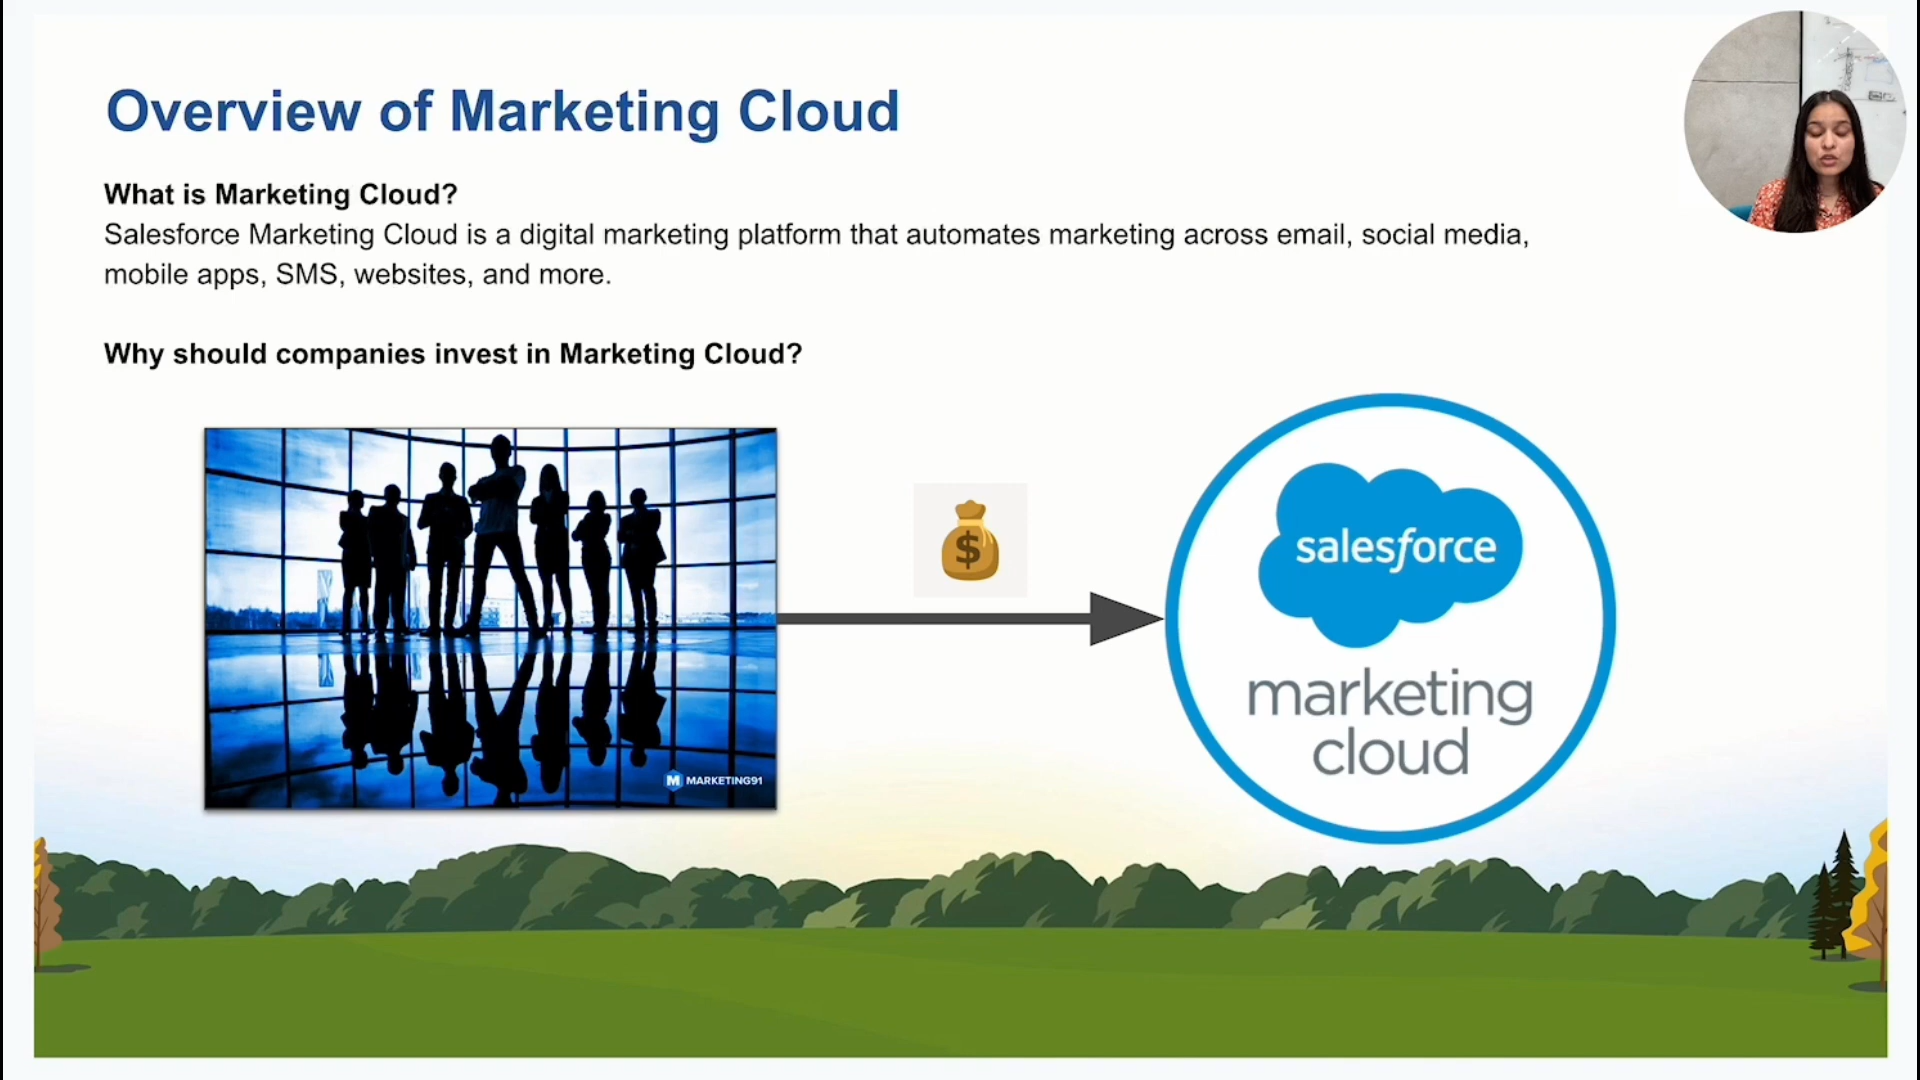 Overview of Marketing Cloud
What is Marketing Cloud?
Salesforce Marketing Cloud is a digital marketing platform that automates marketing across email, social media,
mobile apps, SMS, websites, and more.
Why should companies invest in Marketing Cloud?
$
salesforce
marketing
cloud
M MARKETING91